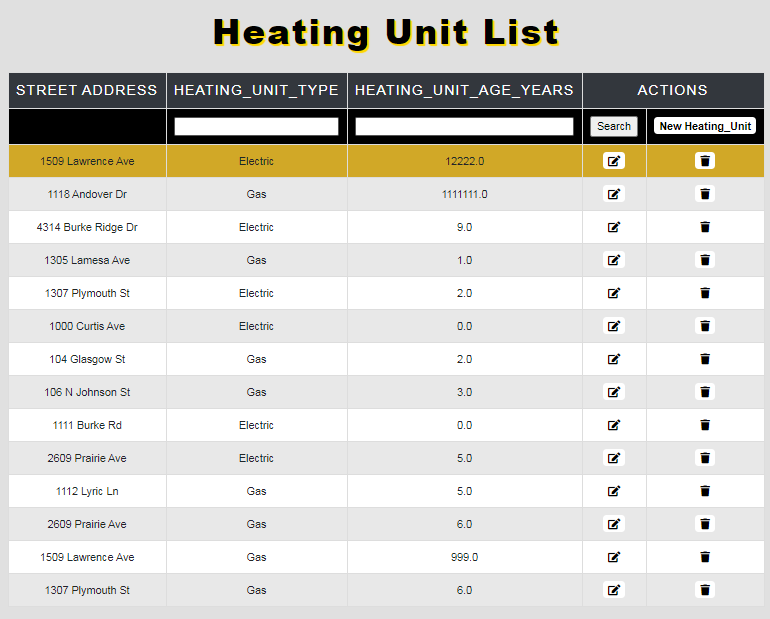 Heating Unit List
STREET ADDRESS HEATING_UNIT_TYPE HEATING_UNIT_AGE_YEARS ACTIONS
Search New Heating_Unit
1509 Lawrence Ave Electric 12222.0
1118 Andover Dr Gas 1111111.0
4314 Burke Ridge Dr Electric 9.0
1305 Lamesa Ave Gas 1.0
1307 Plymouth St Electric 2.0
1000 Curtis Ave Electric 0.0
104 Glasgow St Gas 2.0
106 N Johnson St Gas 3.0
1111 Burke Rd Electric 0.0
2609 Prairie Ave Electric 5.0
1112 Lyric Ln Gas 5.0
2609 Prairie Ave Gas 6.0
1509 Lawrence Ave Gas 999.0
1307 Plymouth St Gas 6.0